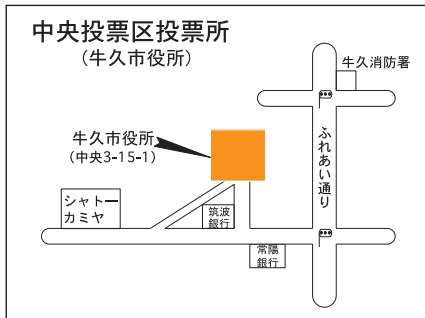 中央投票区投票所
(牛久市役所)
牛久消防署
牛久市役所
(中央3-15-1)
ふれあい通り
シャトー
カミヤ
筑波
銀行
常陽
銀行